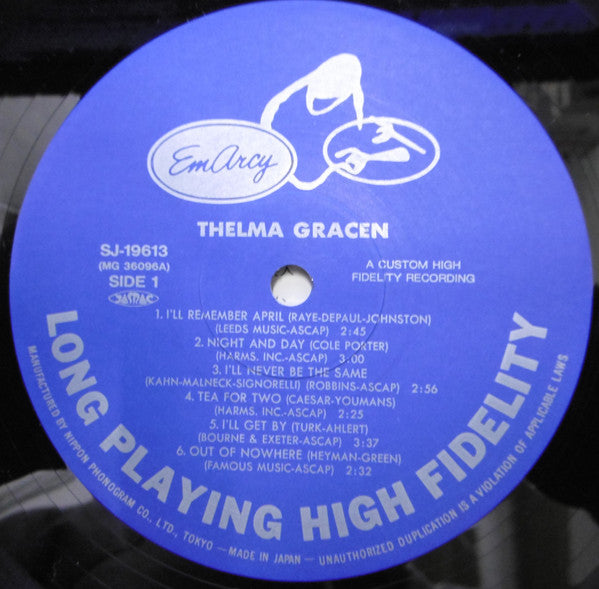 EmArcy
THELMA GRACEN
SJ-19613
(MG 36096A)
SIDE 1
JASRAC
A CUSTOM HIGH
FIDELITY RECORDING
1. I'LL REMEMBER APRIL (RAYE-DEPAUL-JOHNSTON)
(LEEDS MUSIC-ASCAP) 2:45
2. NIGHT AND DAY (COLE PORTER)
(HARMS. INC.-ASCAP) 3:00
3. I'LL NEVER BE THE SAME
(KAHN-MALNECK-SIGNORELLI) (ROBBINS-ASCAP) 2:56
4. TEA FOR TWO (CAESAR-YOUMANS)
(HARMS. INC.-ASCAP) 2:25
5. I'LL GET BY (TURK-AHLERT)
(BOURNE & EXETER-ASCAP) 3:37
6. OUT OF NOWHERE (HEYMAN-GREEN)
(FAMOUS MUSIC-ASCAP) 2:32
LONG PLAYING HIGH FIDELITY
MANUFACTURED BY NIPPON PHONOGRAM CO., LTD., TOKYO — MADE IN JAPAN — UNAUTHORIZED DUPLICATION IS A VIOLATION OF APPLICABLE LAWS.